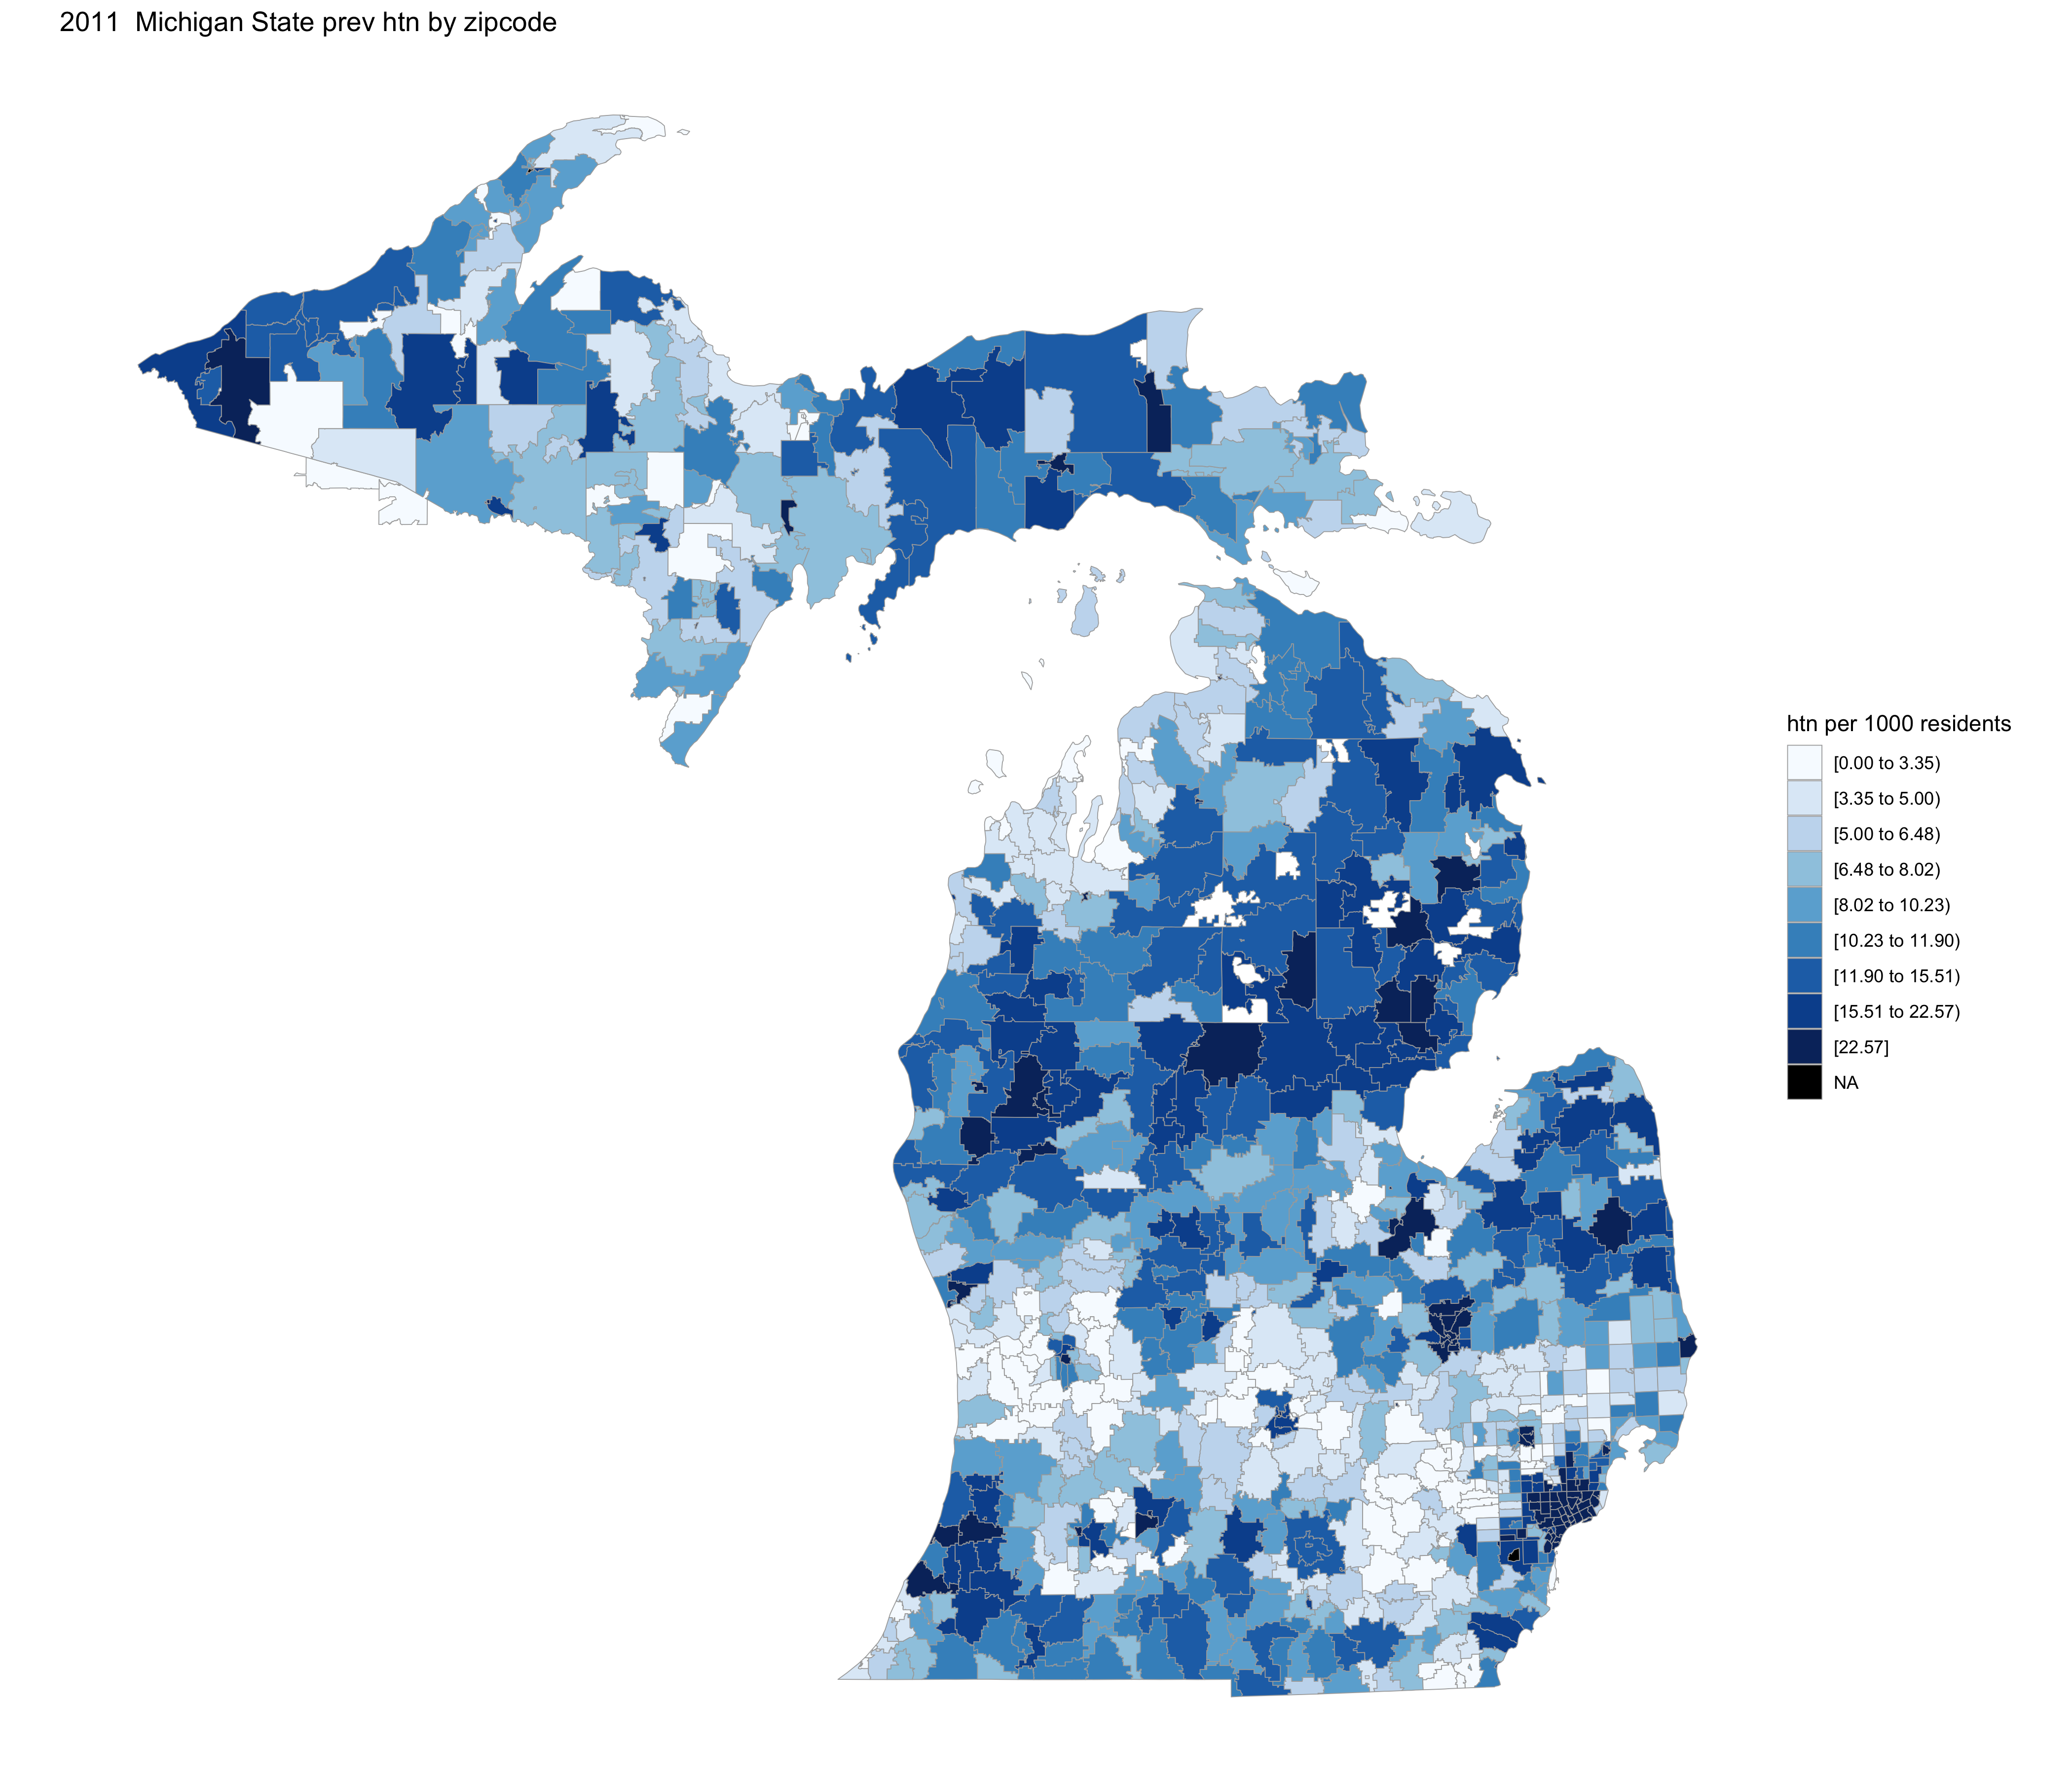 2011  Michigan State prev htn by zipcode
htn per 1000 residents
[0.00 to 3.35)
[3.35 to 5.00)
[5.00 to 6.48)
[6.48 to 8.02)
[8.02 to 10.23)
[10.23 to 11.90)
[11.90 to 15.51)
[15.51 to 22.57)
[22.57]
NA